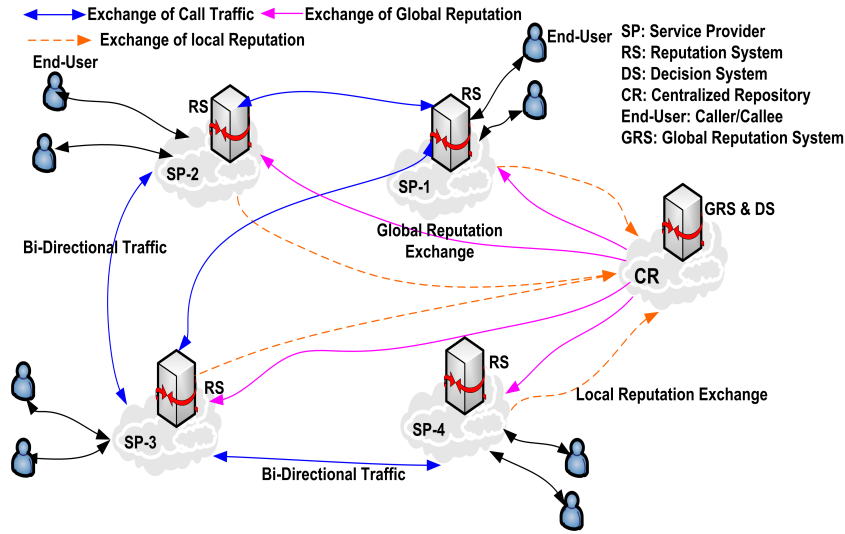 Exchange of Call Traffic
Exchange of Global Reputation
Exchange of local Reputation
End-User
End-User
SP: Service Provider
RS: Reputation System
DS: Decision System
CR: Centralized Repository
End-User: Caller/Callee
GRS: Global Reputation System
RS
RS
SP-2
SP-1
GRS & DS
Bi-Directional Traffic
Global Reputation
Exchange
CR
RS
RS
Local Reputation Exchange
SP-3
SP-4
Bi-Directional Traffic